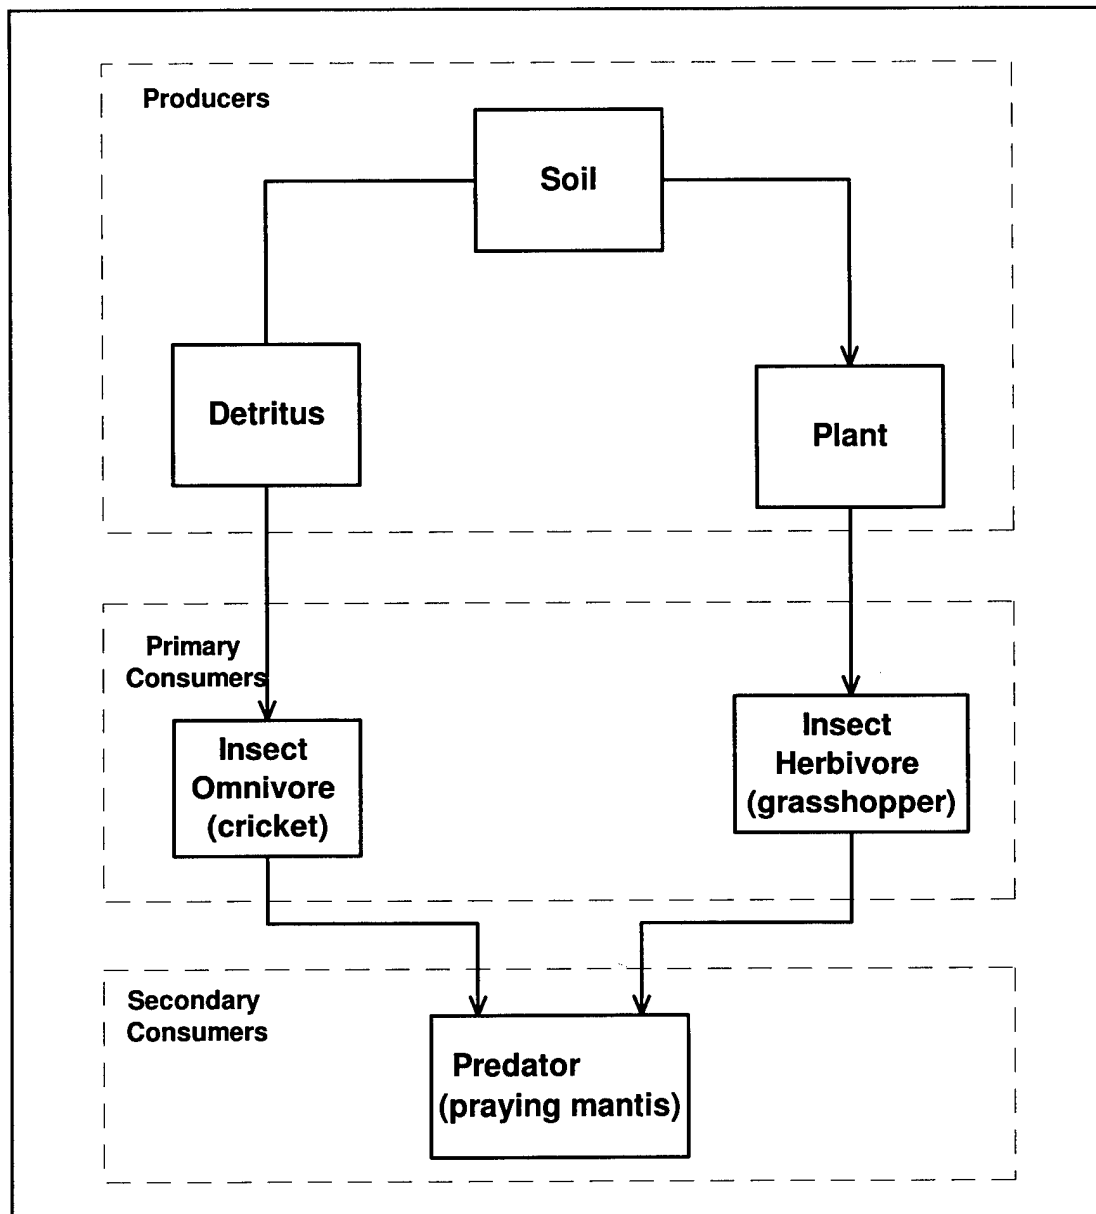 Producers
Soil
Detritus
Plant
Primary
Consumers
Insect
Omnivore
(cricket)
Insect
Herbivore
(grasshopper)
Secondary
Consumers
Predator
(praying mantis)